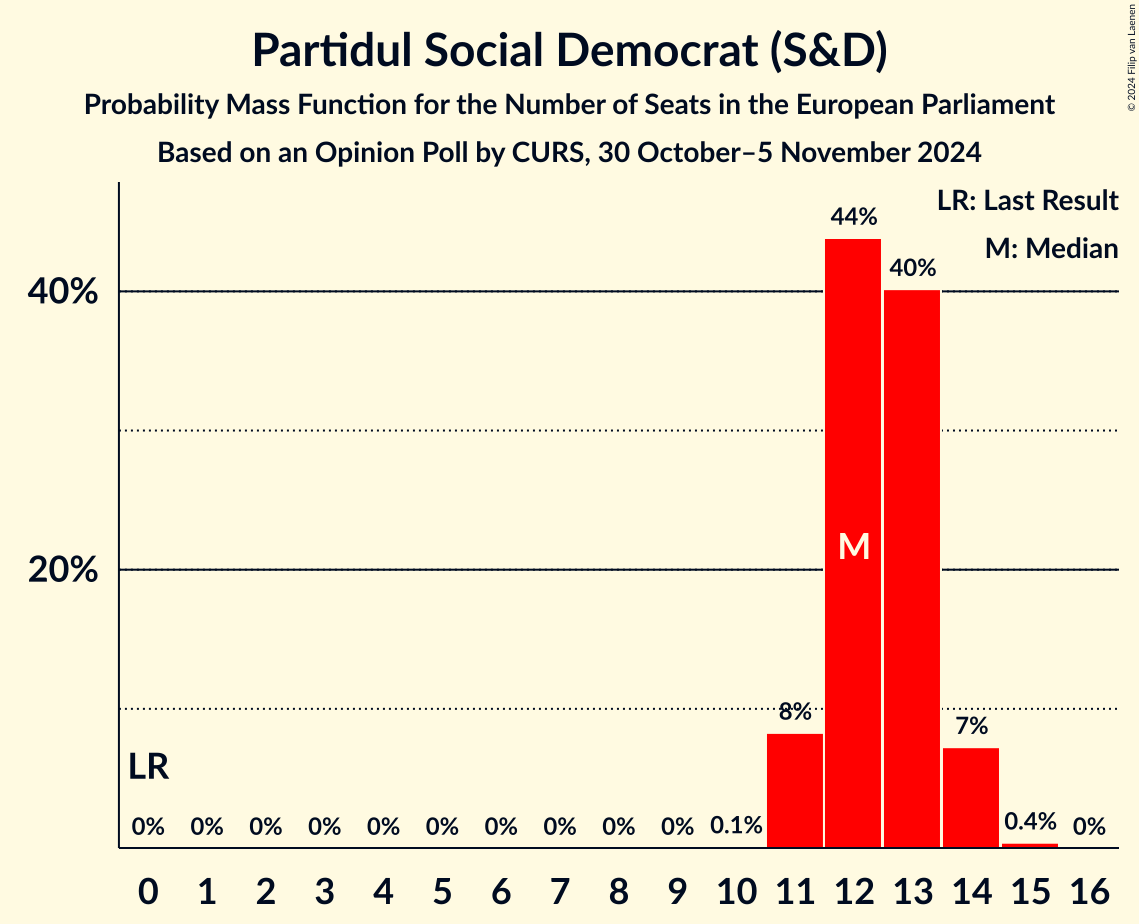 Partidul Social Democrat (S&D)
Probability Mass Function for the Number of Seats in the European Parliament
Based on an Opinion Poll by CURS, 30 October–5 November 2024
© 2024 Filip van Laenen
LR: Last Result
M: Median
44%
40%
40%
M
20%
8%
7%
LR
0% 0% 0% 0% 0% 0% 0% 0% 0% 0% 0.1% 0.4% 0%
0 1 2 3 4 5 6 7 8 9 10 11 12 13 14 15 16